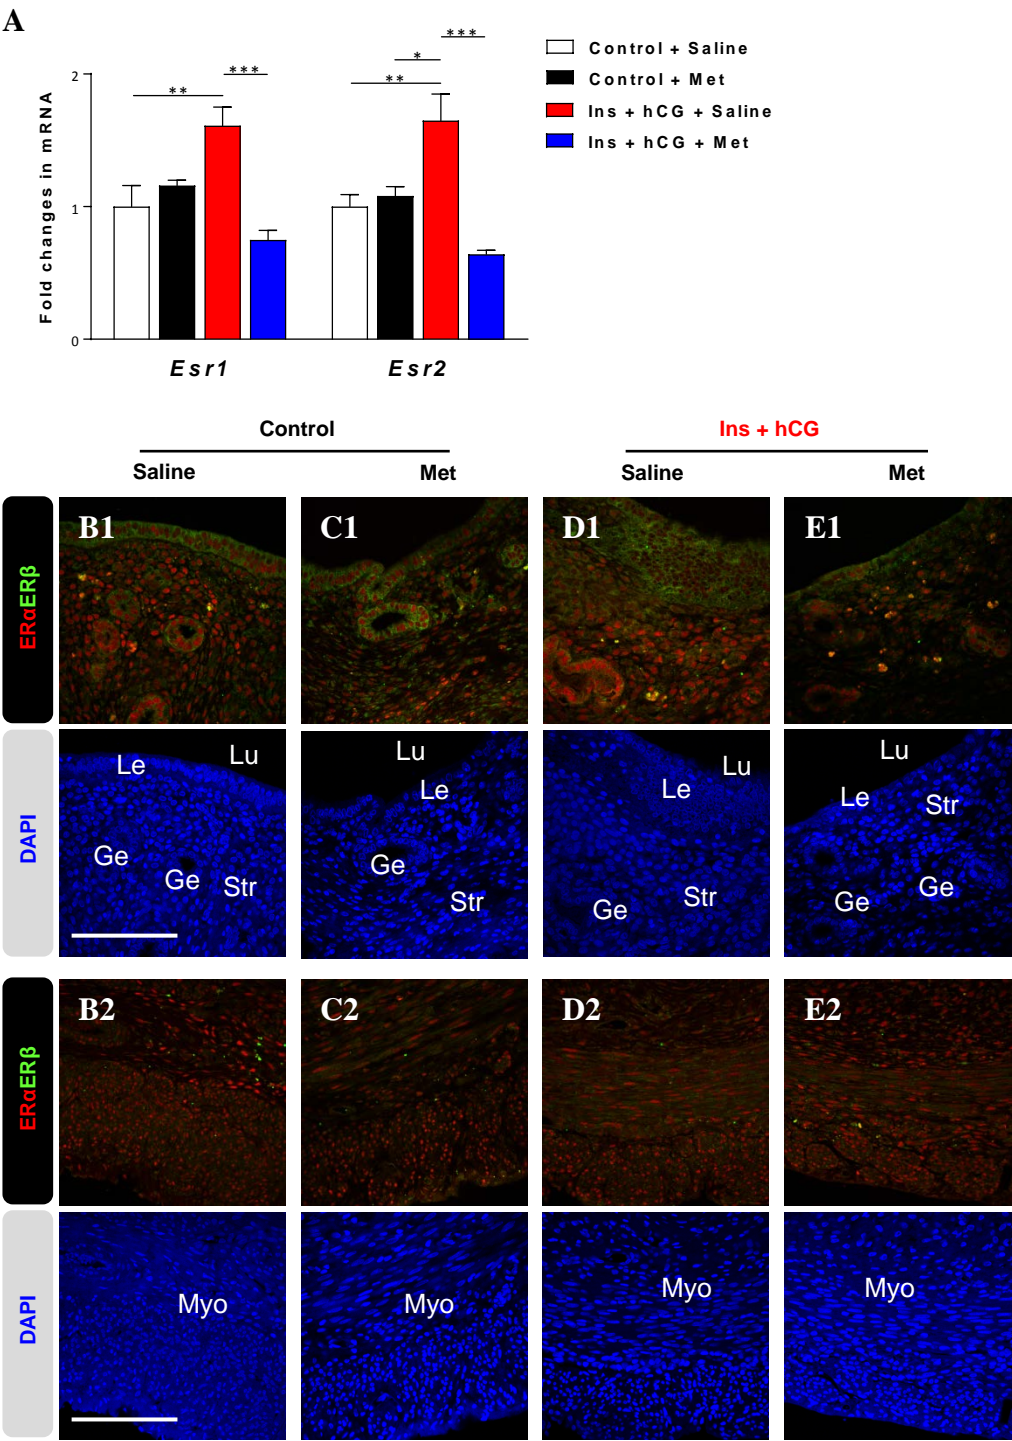 A
*** 
*
** *** **
2
1
0
Fold changes in mRNA
Esr1 Esr2
Control + Saline
Control + Met
Ins + hCG + Saline
Ins + hCG + Met
Control Ins + hCG
Saline Met Saline Met
ERαERβ
B1 C1 D1 E1
DAPI
Le Lu Ge Ge Str
Lu Le Ge Str
Lu Le Ge Str
Lu Le Str Ge Ge
ERαERβ
B2 C2 D2 E2
DAPI
Myo Myo Myo Myo